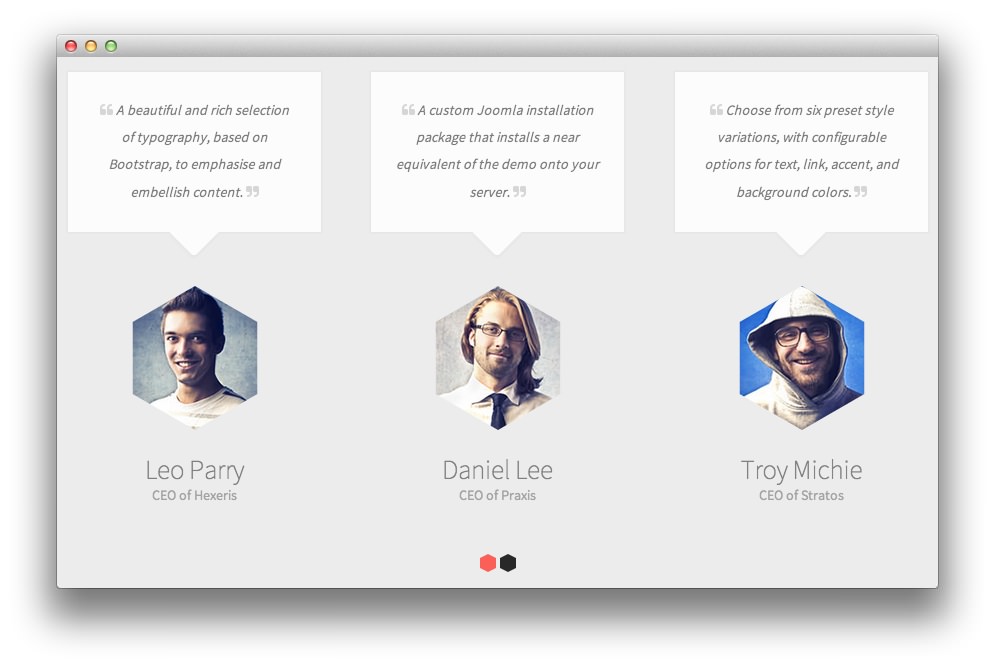 ❝ A beautiful and rich selection
of typography, based on
Bootstrap, to emphasise and
embellish content. ❞
❝ A custom Joomla installation
package that installs a near
equivalent of the demo onto your
server. ❞
❝ Choose from six preset style
variations, with configurable
options for text, link, accent, and
background colors. ❞
Leo Parry
CEO of Hexeris
Daniel Lee
CEO of Praxis
Troy Michie
CEO of Stratos